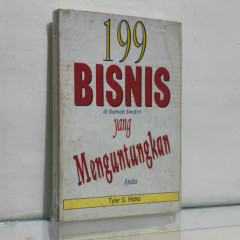 199
BISNIS
di Rumah Sendiri
yang
Menguntungkan
Anda
Tyler G. Hicks